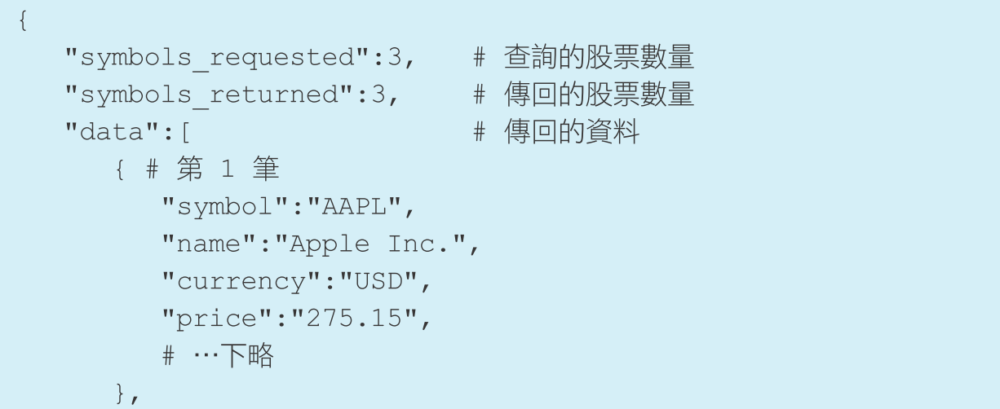 {
   "symbols_requested":3,    # 查詢的股票數量
   "symbols_returned":3,     # 傳回的股票數量
   "data":[                  # 傳回的資料
      { # 第 1 筆
         "symbol":"AAPL",
         "name":"Apple Inc.",
         "currency":"USD",
         "price":"275.15",
         # …下略
      },